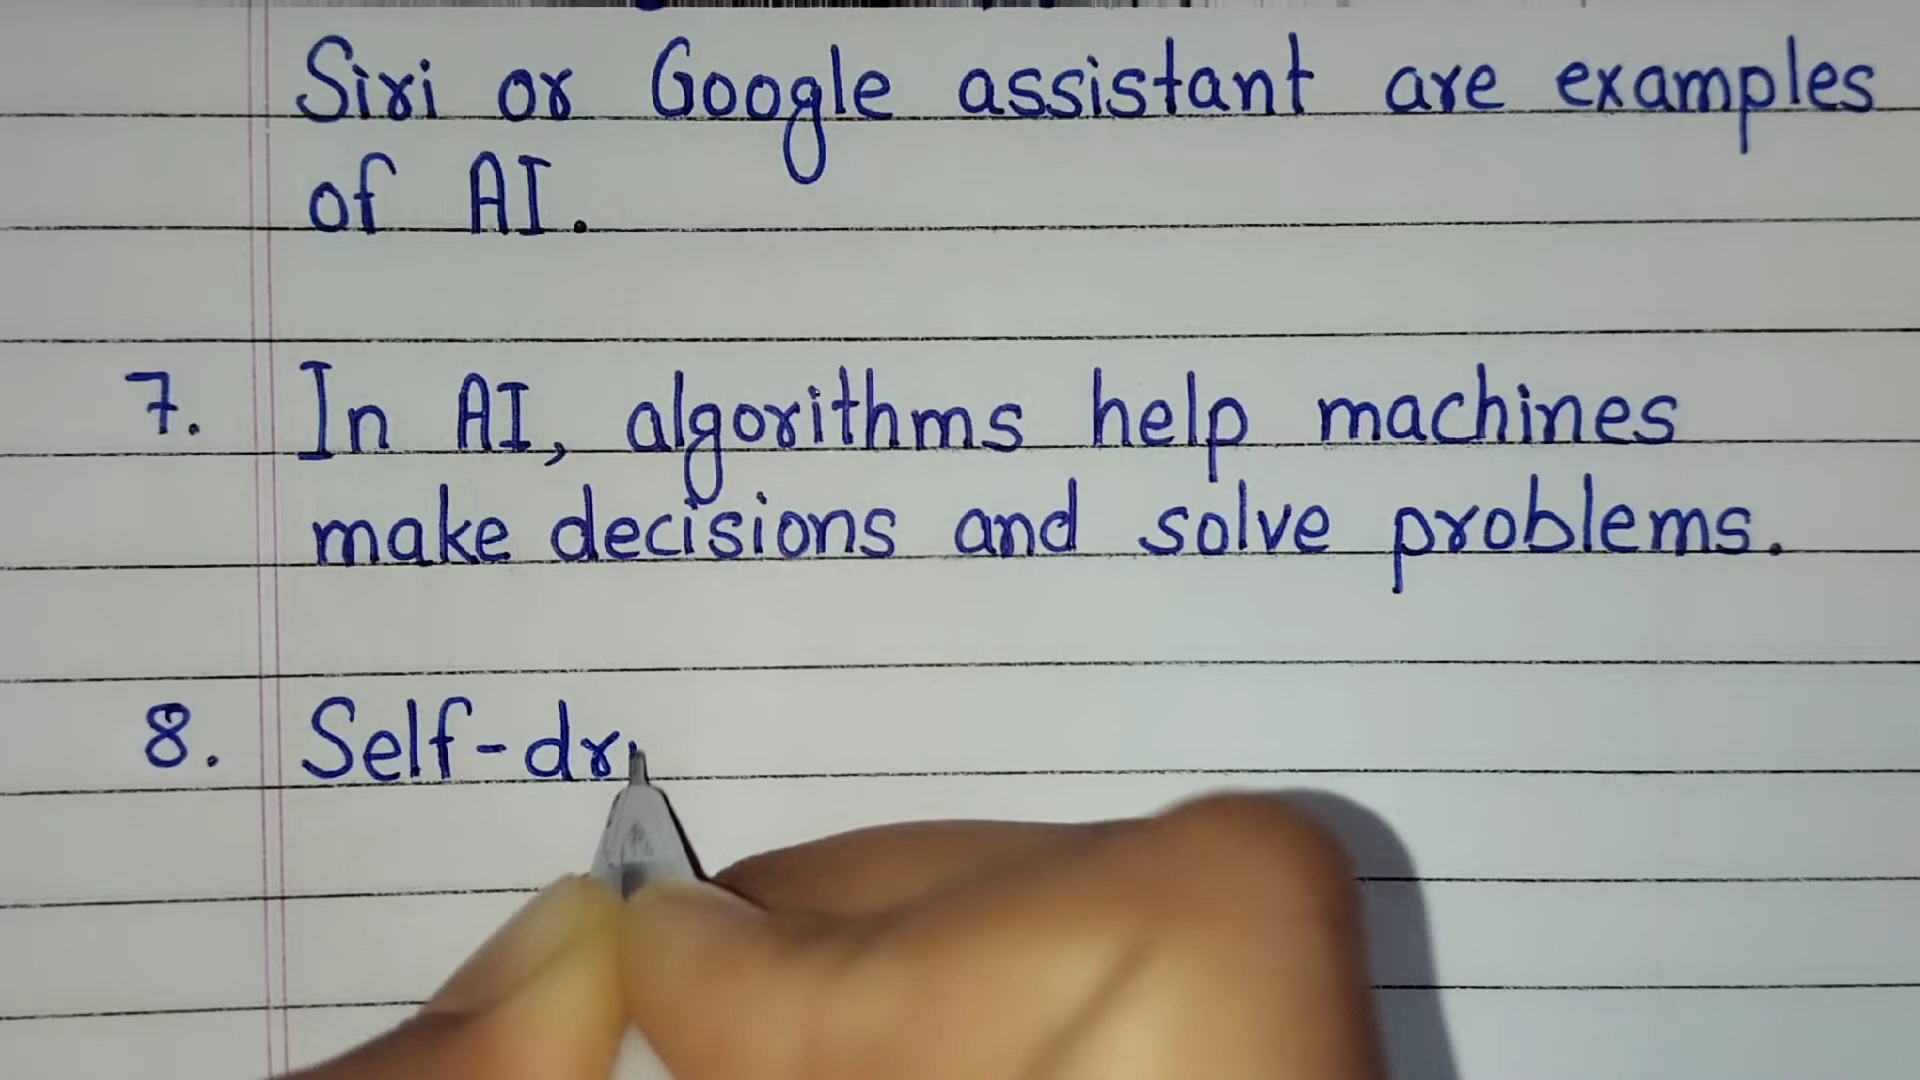 Siri or Google assistant are examples
of AI.
7. In AI, algorithms help machines
make decisions and solve problems.
8. Self-dri